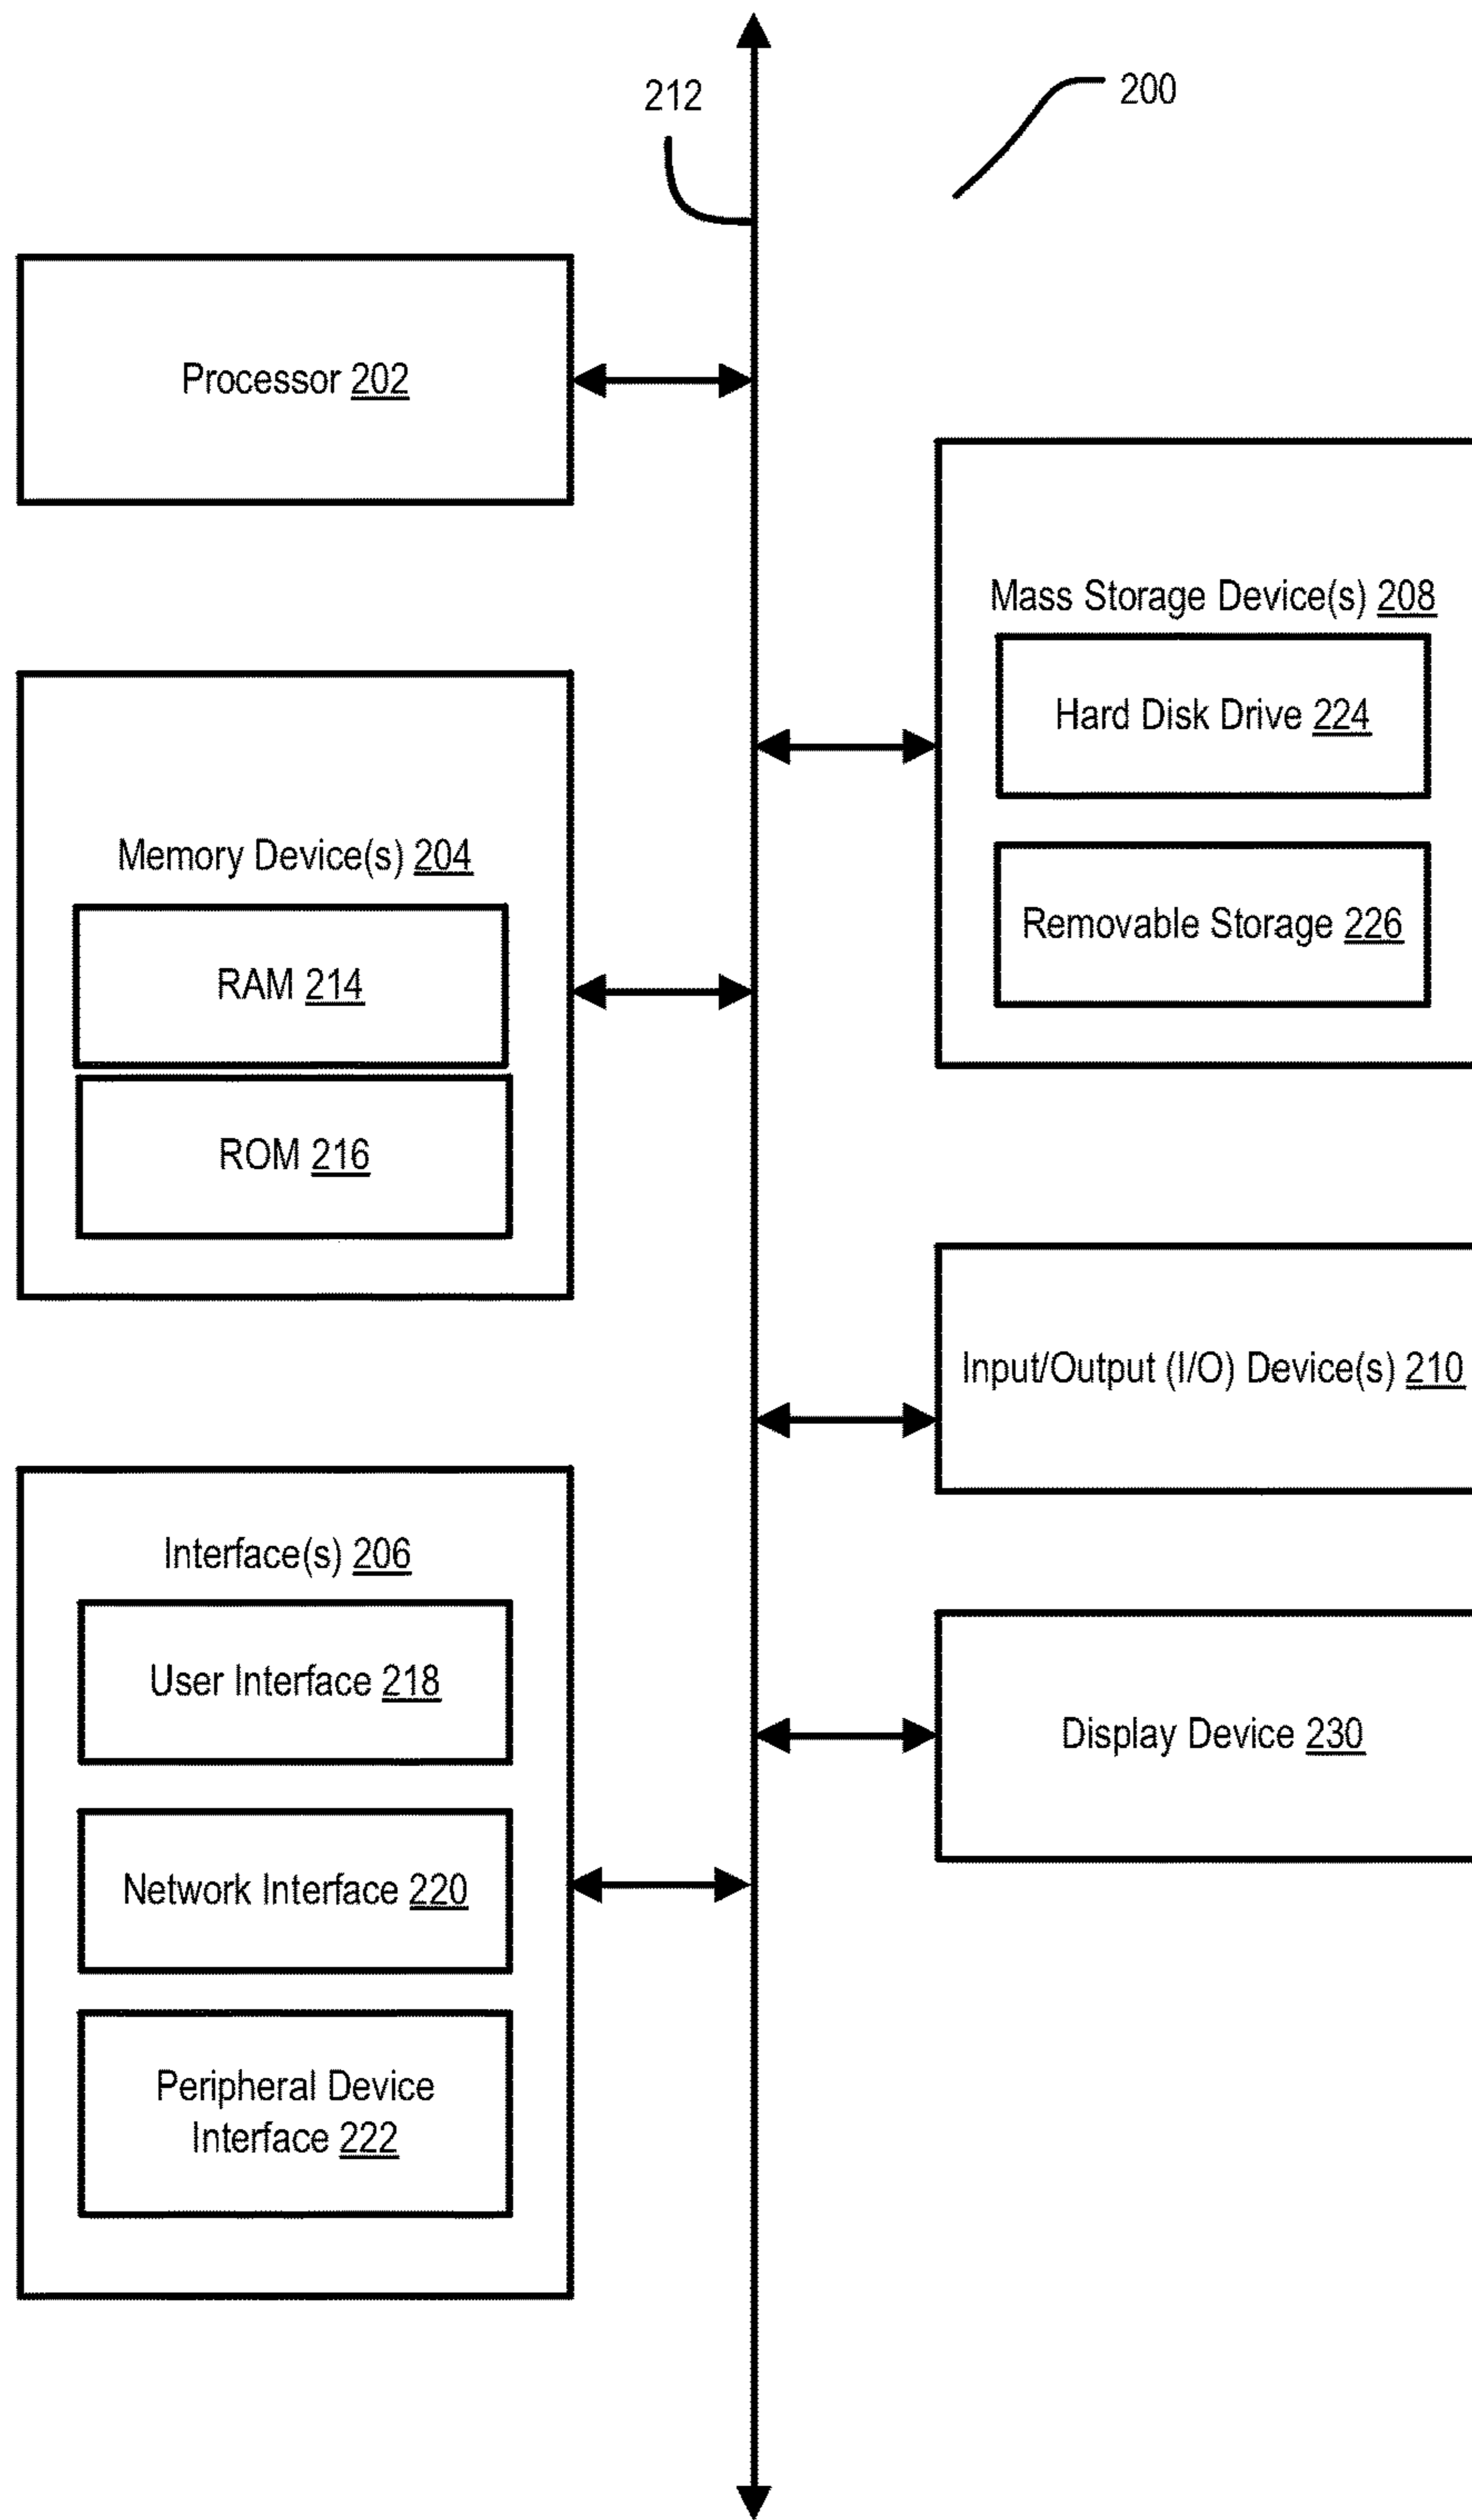 212
200
Processor 202
Mass Storage Device(s) 208
Hard Disk Drive 224
Removable Storage 226
Memory Device(s) 204
RAM 214
ROM 216
Input/Output (I/O) Device(s) 210
Interface(s) 206
User Interface 218
Network Interface 220
Peripheral Device
Interface 222
Display Device 230